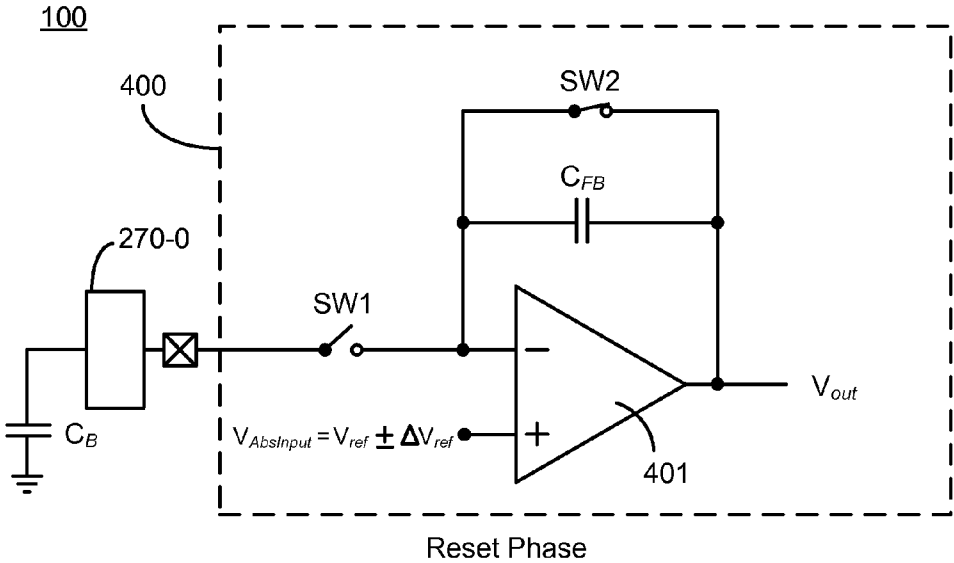 100
400
SW2
C_FB
270-0
SW1
−
V_AbsInput = V_ref ± ΔV_ref
+
V_out
C_B
401
Reset Phase